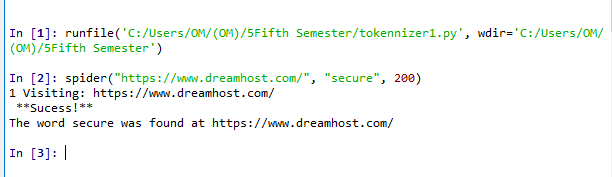 In [1]: runfile('C:/Users/OM/(OM)/5Fifth Semester/tokennizer1.py', wdir='C:/Users/OM/
(OM)/5Fifth Semester')
In [2]: spider("https://www.dreamhost.com/", "secure", 200)
1 Visiting: https://www.dreamhost.com/
**Sucess!**
The word secure was found at https://www.dreamhost.com/
In [3]: